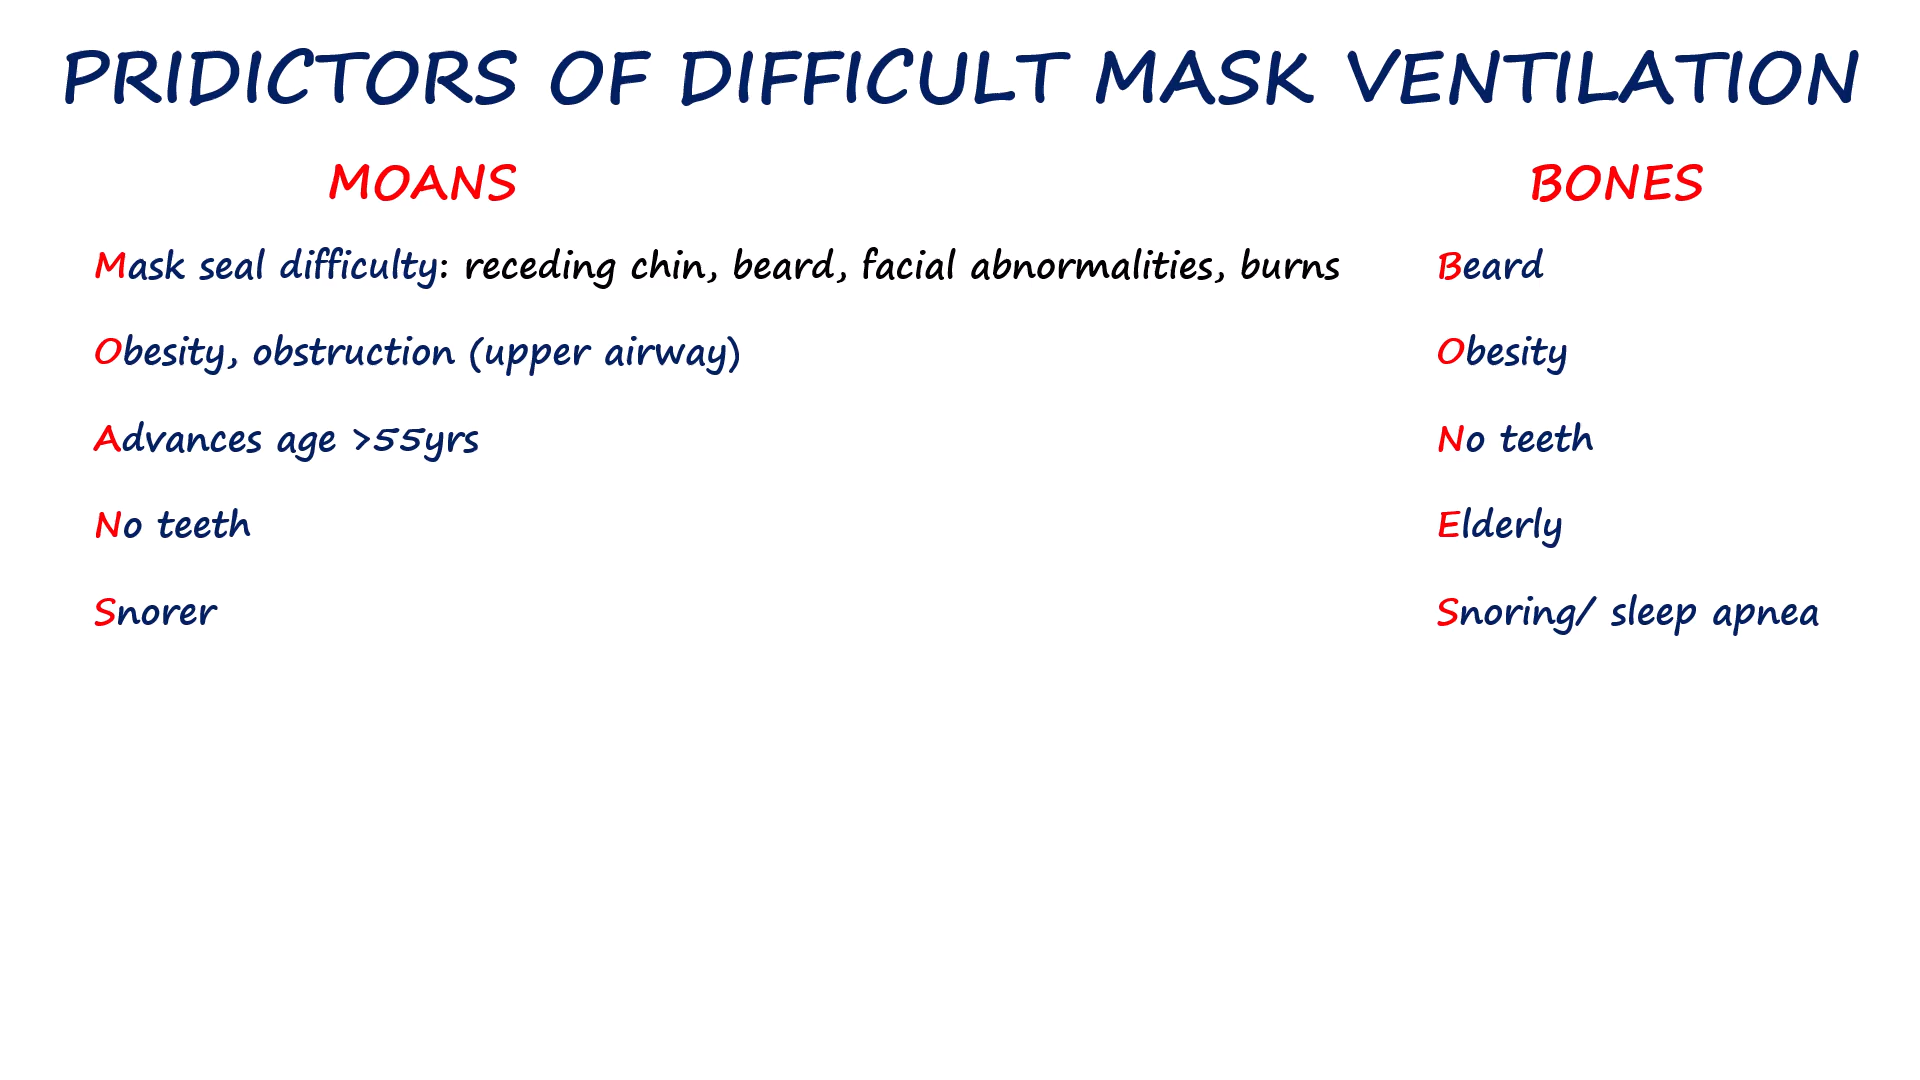 PRIDICTORS OF DIFFICULT MASK VENTILATION
MOANS
Mask seal difficulty: receding chin, beard, facial abnormalities, burns
Obesity, obstruction (upper airway)
Advances age >55yrs
No teeth
Snorer
BONES
Beard
Obesity
No teeth
Elderly
Snoring/ sleep apnea